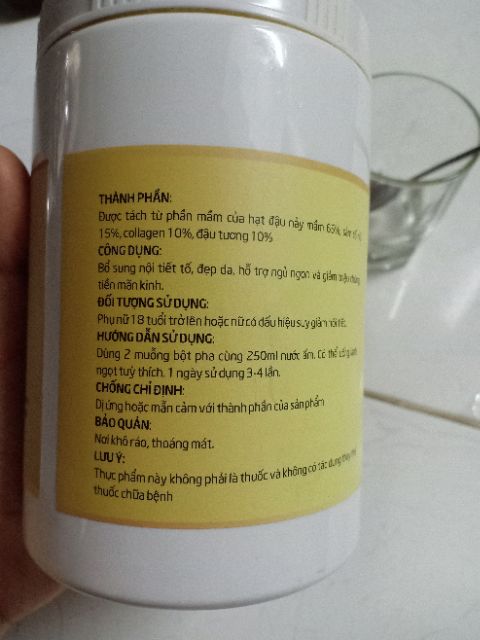 THÀNH PHẦN:
Được tách từ phần mầm của hạt đậu nảy mầm 65%, sâm tố nữ
15%, collagen 10%, đậu tương 10%
CÔNG DỤNG:
Bổ sung nội tiết tố, đẹp da, hỗ trợ ngủ ngon và giảm triệu chứng
tiền mãn kinh.
ĐỐI TƯỢNG SỬ DỤNG:
Phụ nữ 18 tuổi trở lên hoặc nữ có dấu hiệu suy giảm nội tiết.
HƯỚNG DẪN SỬ DỤNG:
Dùng 2 muỗng bột pha cùng 250ml nước ấm. Có thể uống lạnh
ngọt tuỳ thích. 1 ngày sử dụng 3-4 lần.
CHỐNG CHỈ ĐỊNH:
Dị ứng hoặc mẫn cảm với thành phần của sản phẩm
BẢO QUẢN:
Nơi khô ráo, thoáng mát.
LƯU Ý:
Thực phẩm này không phải là thuốc và không có tác dụng thay thế
thuốc chữa bệnh